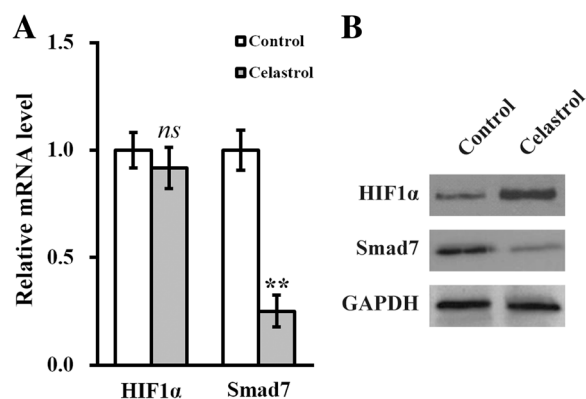 A
Relative mRNA level
1.5
1.0
0.5
0.0
Control
Celastrol
ns
**
HIF1α
Smad7
B
Control
Celastrol
HIF1α
Smad7
GAPDH